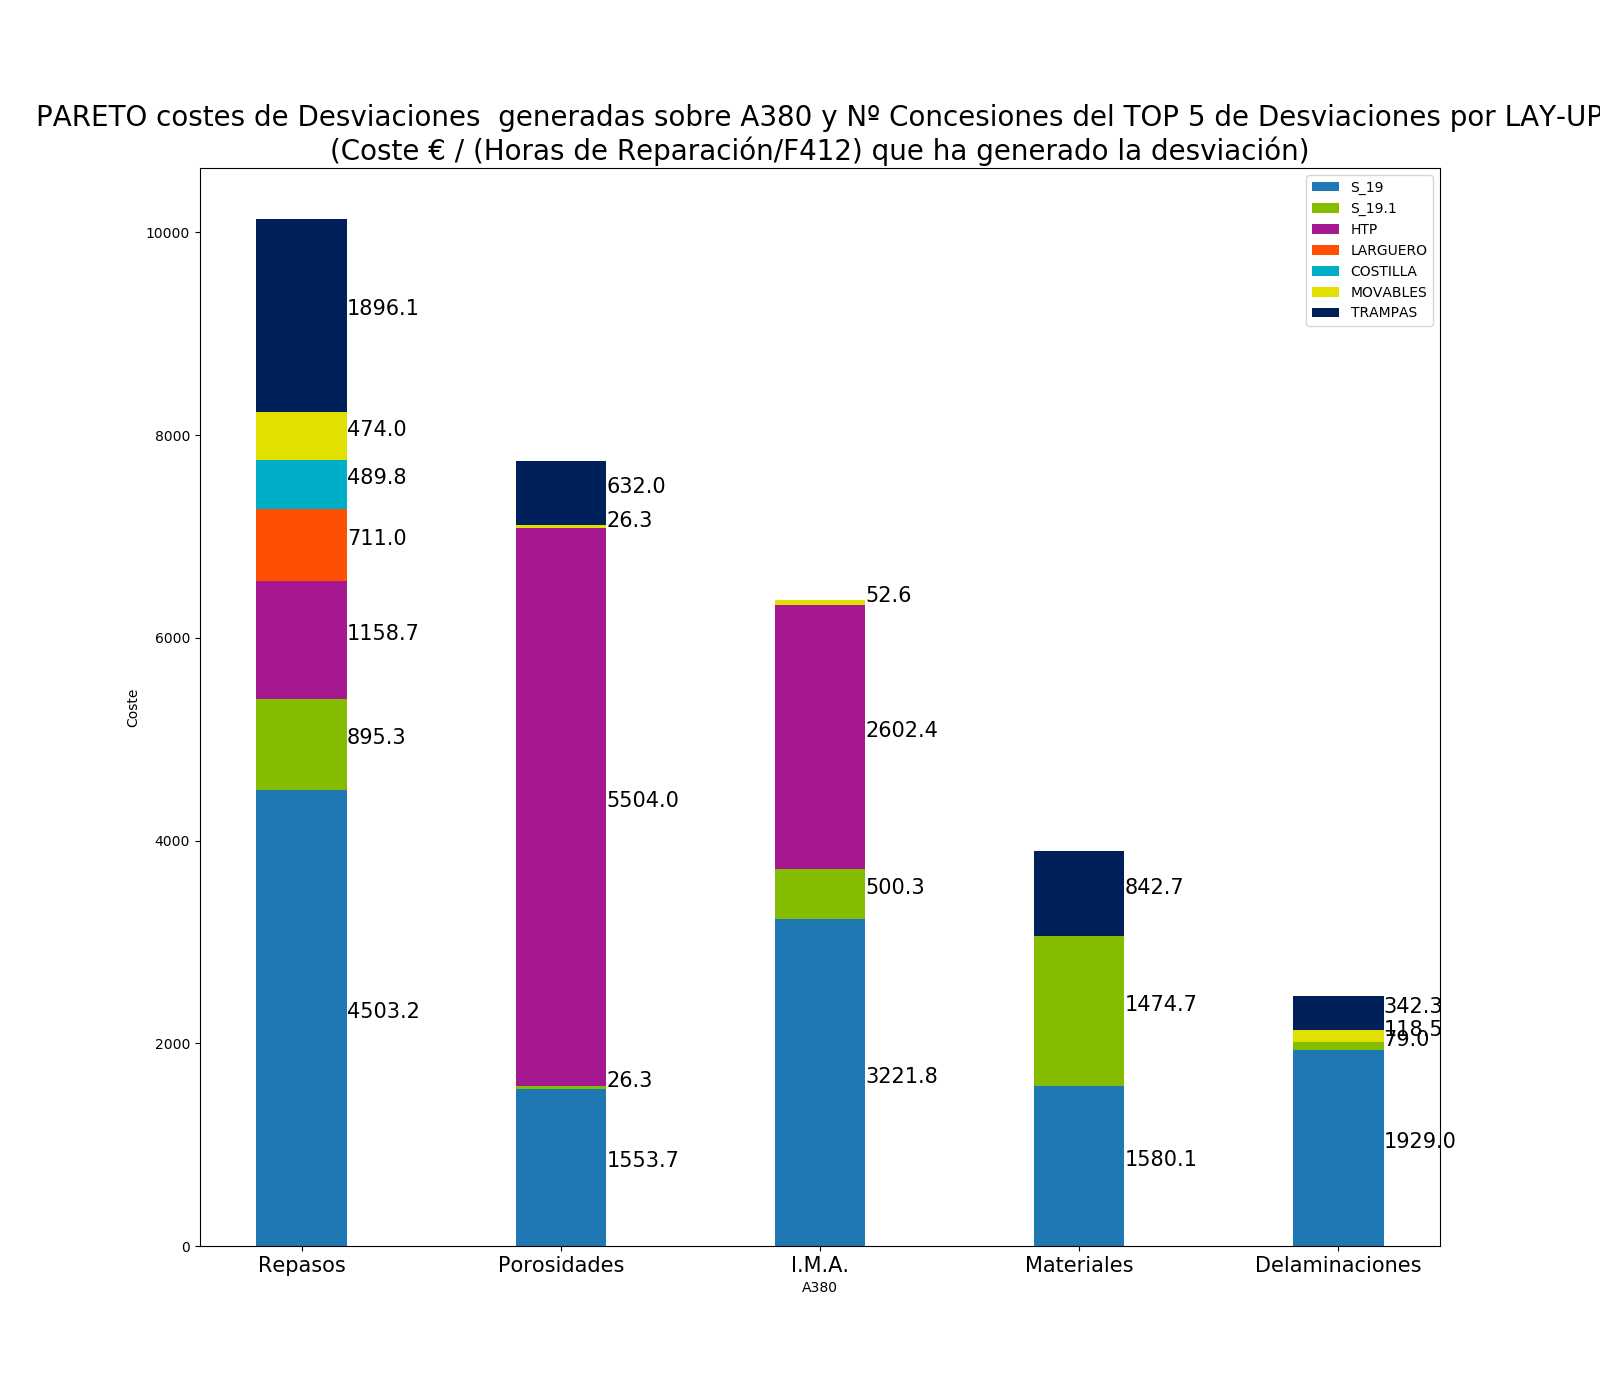 PARETO costes de Desviaciones  generadas sobre A380 y Nº Concesiones del TOP 5 de Desviaciones por LAY-UP
(Coste € / (Horas de Reparación/F412) que ha generado la desviación)
S_19
S_19.1
HTP
LARGUERO
COSTILLA
MOVABLES
TRAMPAS
10000
8000
6000
4000
2000
0
Coste
1896.1
474.0
489.8
711.0
1158.7
895.3
4503.2
632.0
26.3
5504.0
26.3
1553.7
52.6
2602.4
500.3
3221.8
842.7
1474.7
1580.1
342.3
118.5
79.0
1929.0
Repasos
Porosidades
I.M.A.
Materiales
Delaminaciones
A380